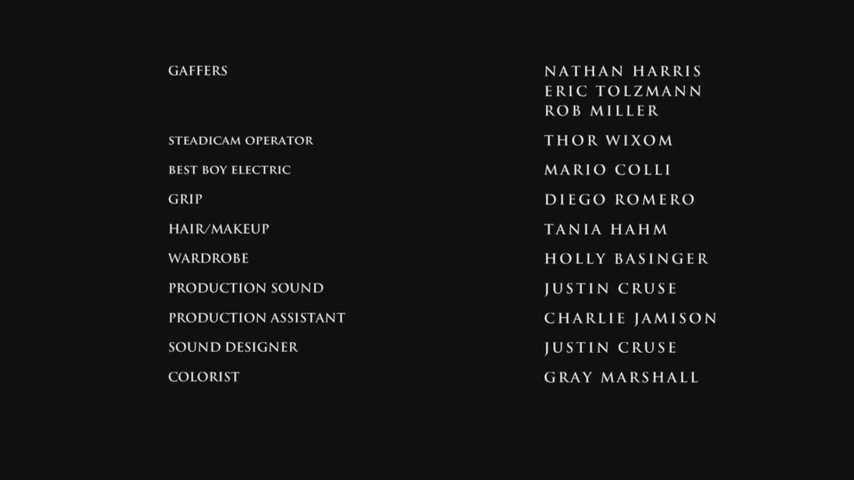 GAFFERS NATHAN HARRIS
ERIC TOLZMANN
ROB MILLER
STEADICAM OPERATOR THOR WIXOM
BEST BOY ELECTRIC MARIO COLLI
GRIP DIEGO ROMERO
HAIR/MAKEUP TANIA HAHM
WARDROBE HOLLY BASINGER
PRODUCTION SOUND JUSTIN CRUSE
PRODUCTION ASSISTANT CHARLIE JAMISON
SOUND DESIGNER JUSTIN CRUSE
COLORIST GRAY MARSHALL